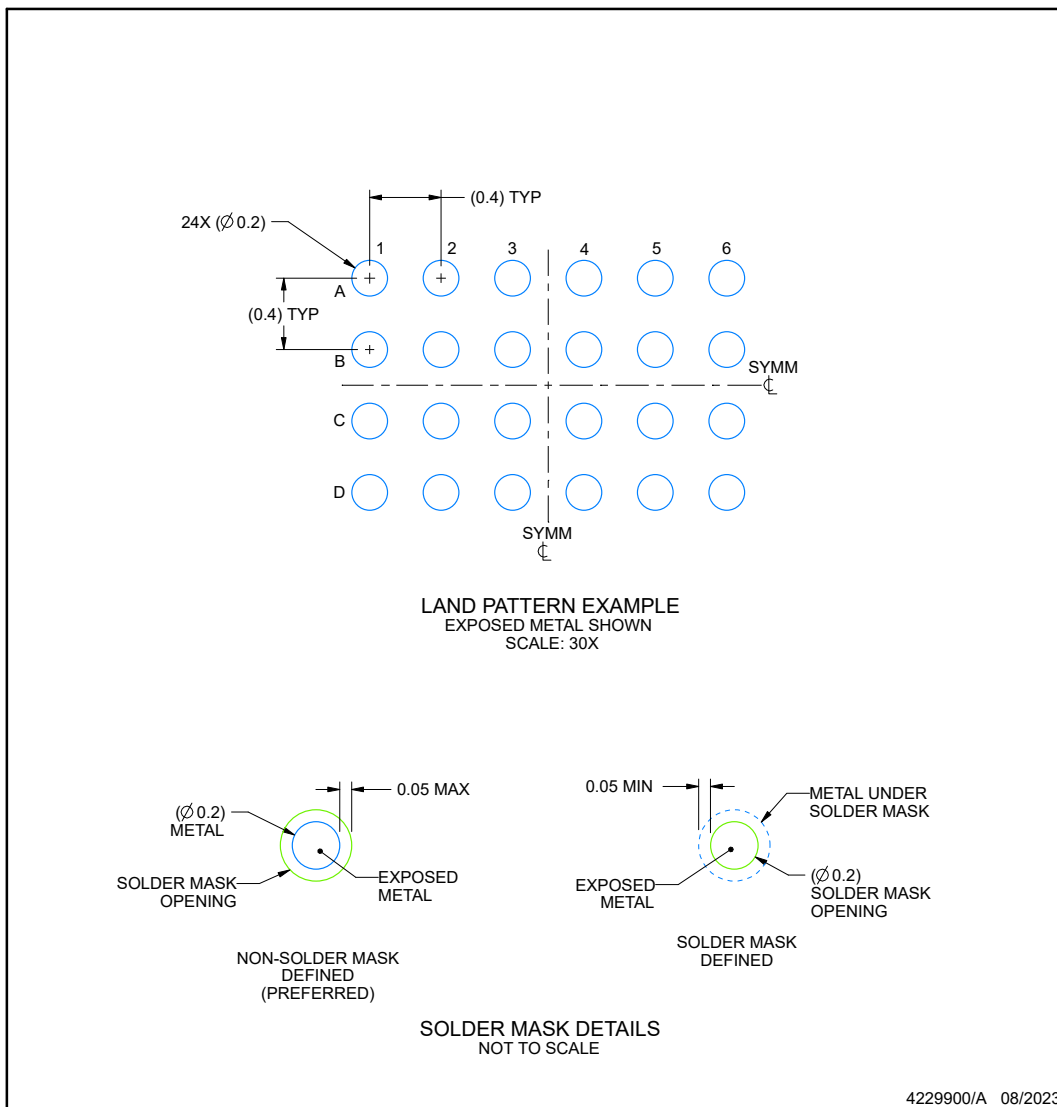 (0.4) TYP
24X (∅ 0.2)
1
2
3
4
5
6
A
(0.4) TYP
B
SYMM
℄
C
D
SYMM
℄
LAND PATTERN EXAMPLE
EXPOSED METAL SHOWN
SCALE: 30X
0.05 MAX
(∅ 0.2)
METAL
SOLDER MASK
OPENING
EXPOSED
METAL
NON-SOLDER MASK
DEFINED
(PREFERRED)
0.05 MIN
METAL UNDER
SOLDER MASK
EXPOSED
METAL
(∅ 0.2)
SOLDER MASK
OPENING
SOLDER MASK
DEFINED
SOLDER MASK DETAILS
NOT TO SCALE
4229900/A 08/2023